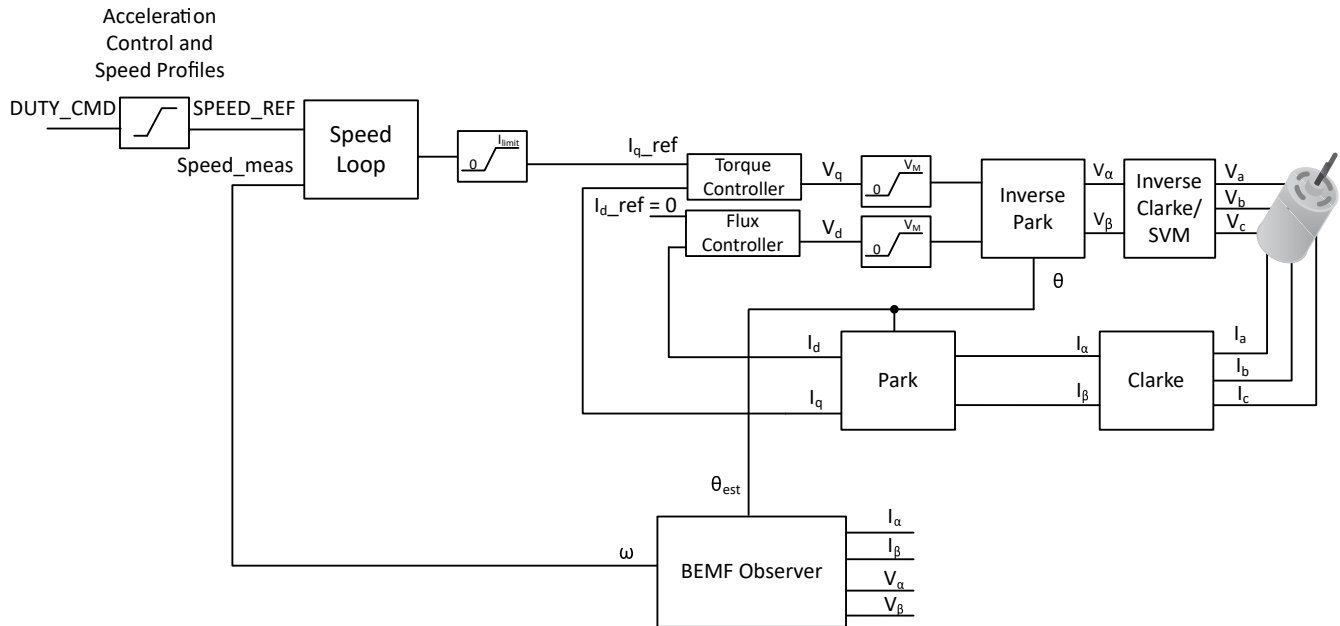 Acceleration
Control and
Speed Profiles
DUTY_CMD
SPEED_REF
Speed_meas
Speed
Loop
I_limit
0
I_q_ref
I_d_ref = 0
Torque
Controller
Flux
Controller
V_q
V_d
V_M
0
V_M
0
Inverse
Park
V_α
V_β
Inverse
Clarke/
SVM
V_a
V_b
V_c
θ
I_d
I_q
Park
I_α
I_β
Clarke
I_a
I_b
I_c
θ_est
ω
BEMF Observer
I_α
I_β
V_α
V_β